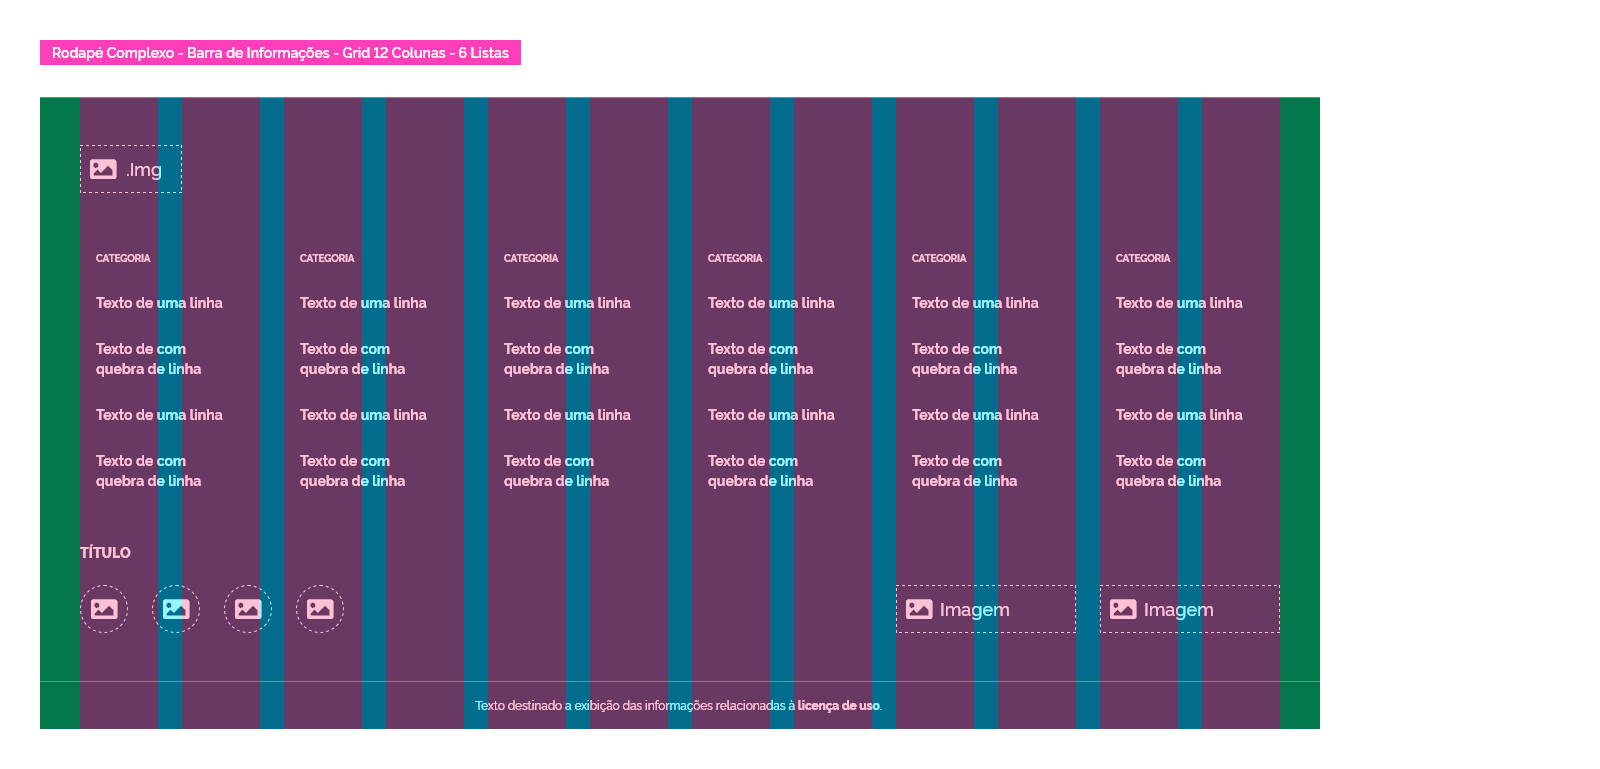 Rodapé Complexo - Barra de Informações - Grid 12 Colunas - 6 Listas
.Img
CATEGORIA CATEGORIA CATEGORIA CATEGORIA CATEGORIA CATEGORIA
Texto de uma linha Texto de uma linha Texto de uma linha Texto de uma linha Texto de uma linha Texto de uma linha
Texto de com Texto de com Texto de com Texto de com Texto de com Texto de com
quebra de linha quebra de linha quebra de linha quebra de linha quebra de linha quebra de linha
Texto de uma linha Texto de uma linha Texto de uma linha Texto de uma linha Texto de uma linha Texto de uma linha
Texto de com Texto de com Texto de com Texto de com Texto de com Texto de com
quebra de linha quebra de linha quebra de linha quebra de linha quebra de linha quebra de linha
TÍTULO
Imagem Imagem
Texto destinado a exibição das informações relacionadas à licença de uso.